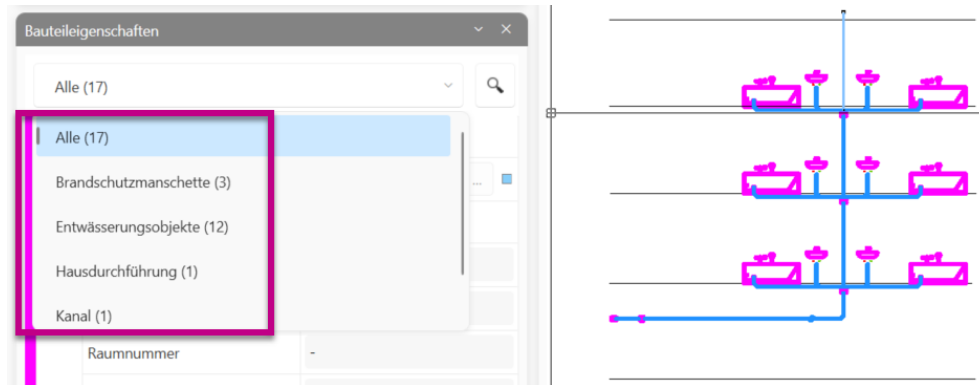 Bauteileigenschaften
Alle (17)
Alle (17)
Brandschutzmanschette (3)
...
Entwässerungsobjekte (12)
Hausdurchführung (1)
Kanal (1)
Raumnummer -